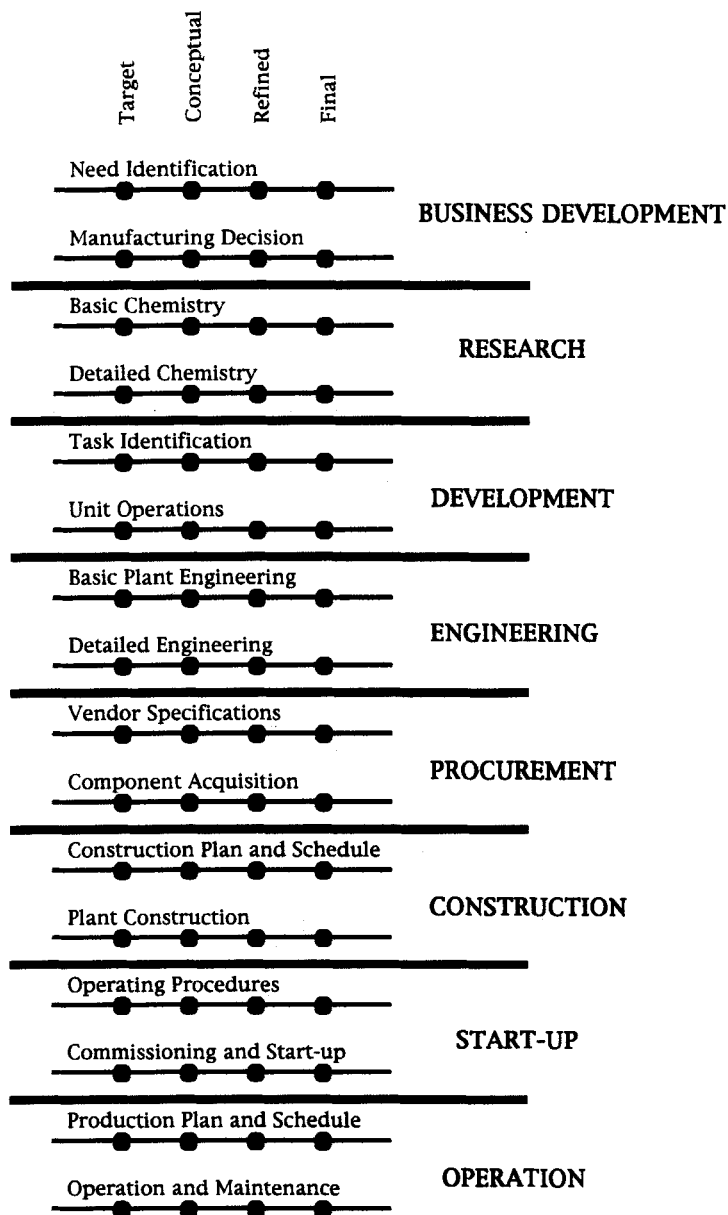 Target
Conceptual
Refined
Final
Need Identification
BUSINESS DEVELOPMENT
Manufacturing Decision
Basic Chemistry
RESEARCH
Detailed Chemistry
Task Identification
DEVELOPMENT
Unit Operations
Basic Plant Engineering
ENGINEERING
Detailed Engineering
Vendor Specifications
PROCUREMENT
Component Acquisition
Construction Plan and Schedule
CONSTRUCTION
Plant Construction
Operating Procedures
START-UP
Commissioning and Start-up
Production Plan and Schedule
OPERATION
Operation and Maintenance